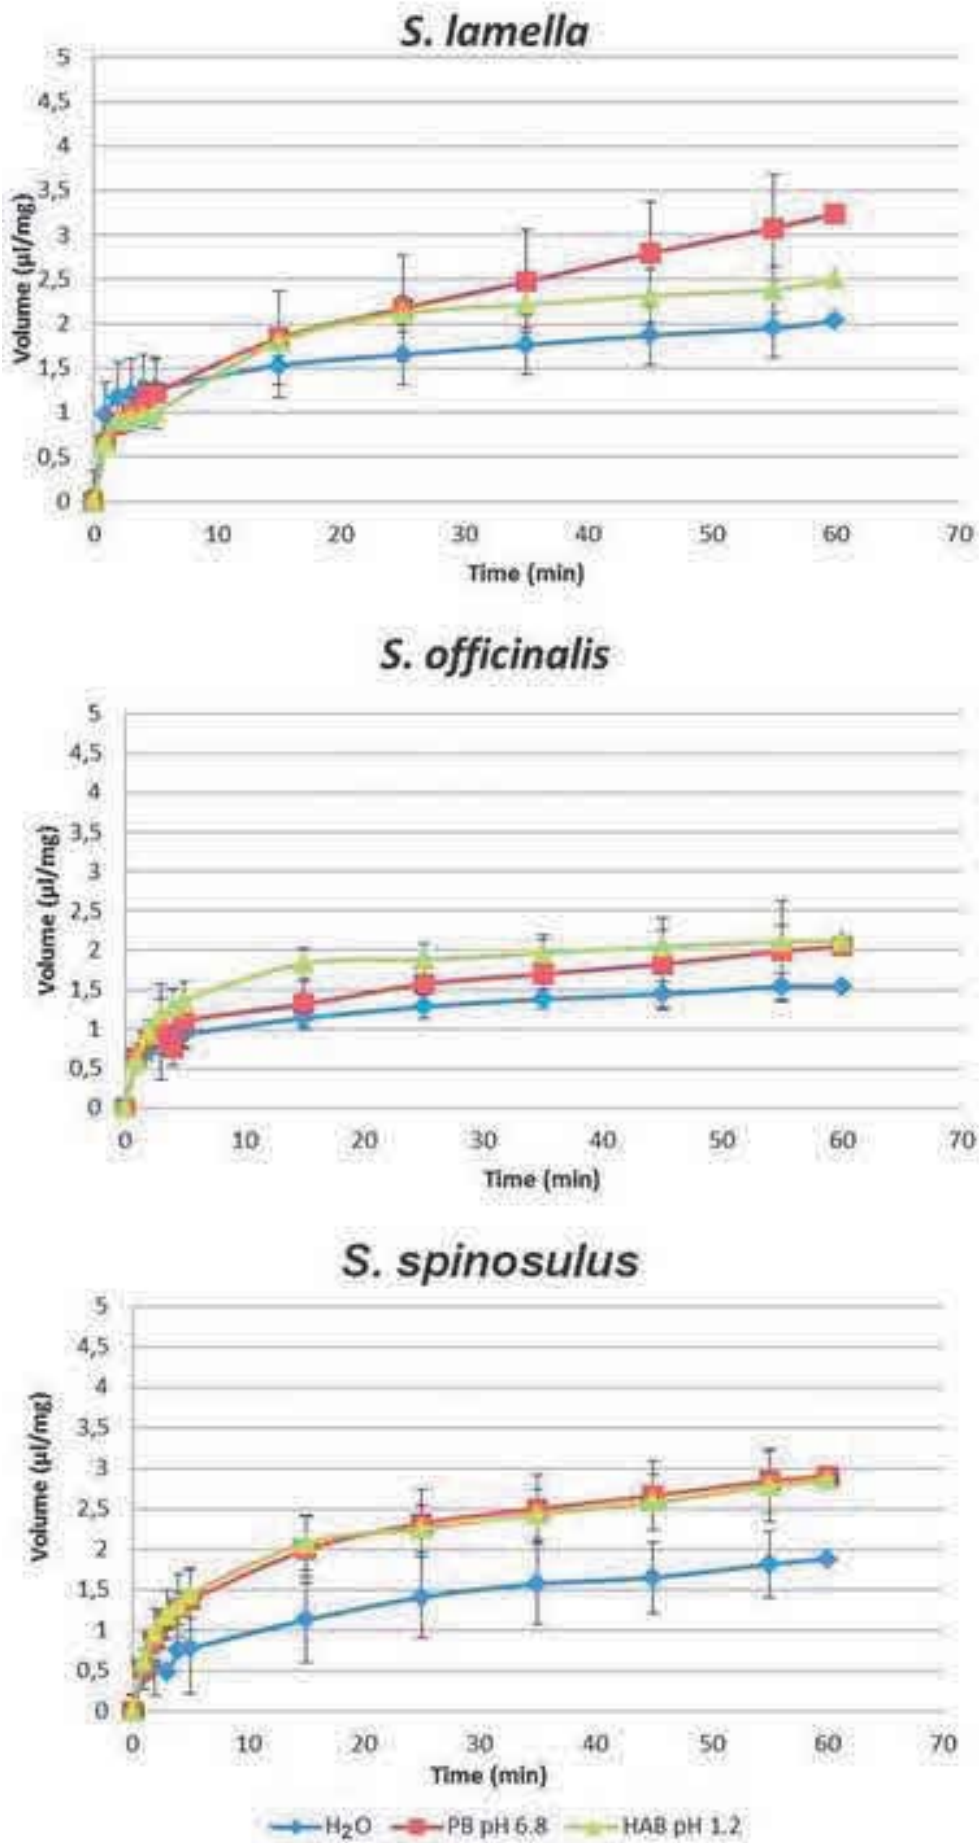 S. lamella
5
4,5
4
3,5
3
2,5
2
1,5
1
0,5
0
Volume (µl/mg)
0 10 20 30 40 50 60 70
Time (min)
S. officinalis
5
4,5
4
3,5
3
2,5
2
1,5
1
0,5
0
Volume (µl/mg)
0 10 20 30 40 50 60 70
Time (min)
S. spinosulus
5
4,5
4
3,5
3
2,5
2
1,5
1
0,5
0
Volume (µl/mg)
0 10 20 30 40 50 60 70
Time (min)
H₂O PB pH 6.8 HAB pH 1.2